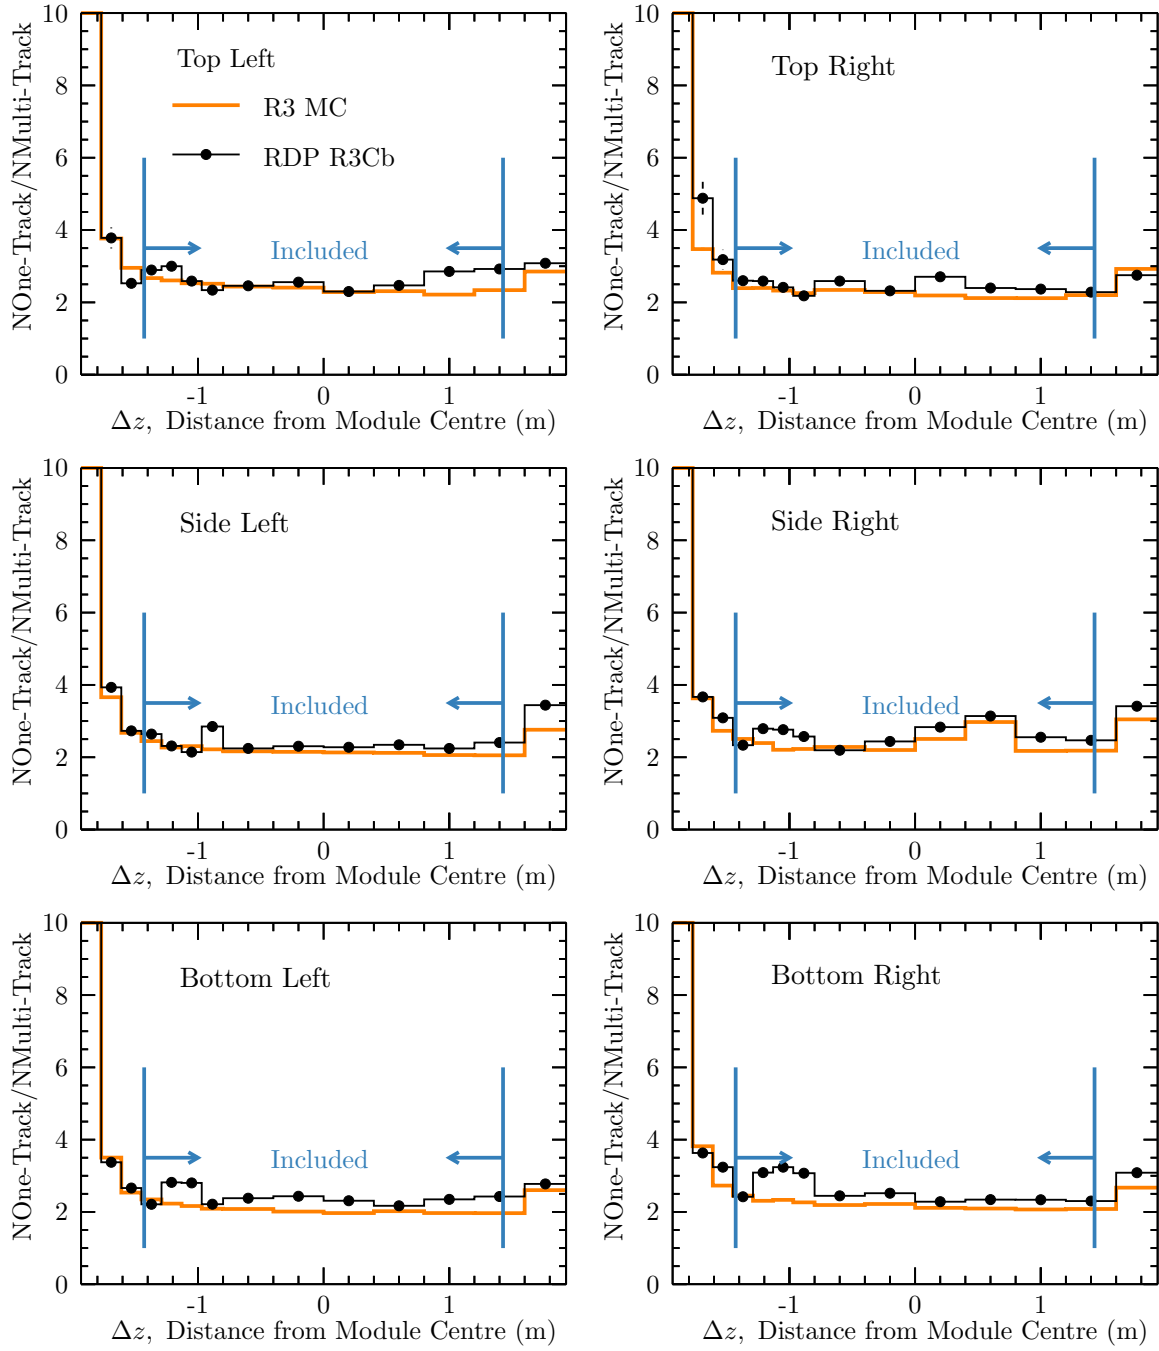 NOne-Track/NMulti-Track
10
8
6
4
2
0
Top Left
R3 MC
RDP R3Cb
Included
-1 0 1
Δz, Distance from Module Centre (m)
NOne-Track/NMulti-Track
10
8
6
4
2
0
Top Right
Included
-1 0 1
Δz, Distance from Module Centre (m)
NOne-Track/NMulti-Track
10
8
6
4
2
0
Side Left
Included
-1 0 1
Δz, Distance from Module Centre (m)
NOne-Track/NMulti-Track
10
8
6
4
2
0
Side Right
Included
-1 0 1
Δz, Distance from Module Centre (m)
NOne-Track/NMulti-Track
10
8
6
4
2
0
Bottom Left
Included
-1 0 1
Δz, Distance from Module Centre (m)
NOne-Track/NMulti-Track
10
8
6
4
2
0
Bottom Right
Included
-1 0 1
Δz, Distance from Module Centre (m)